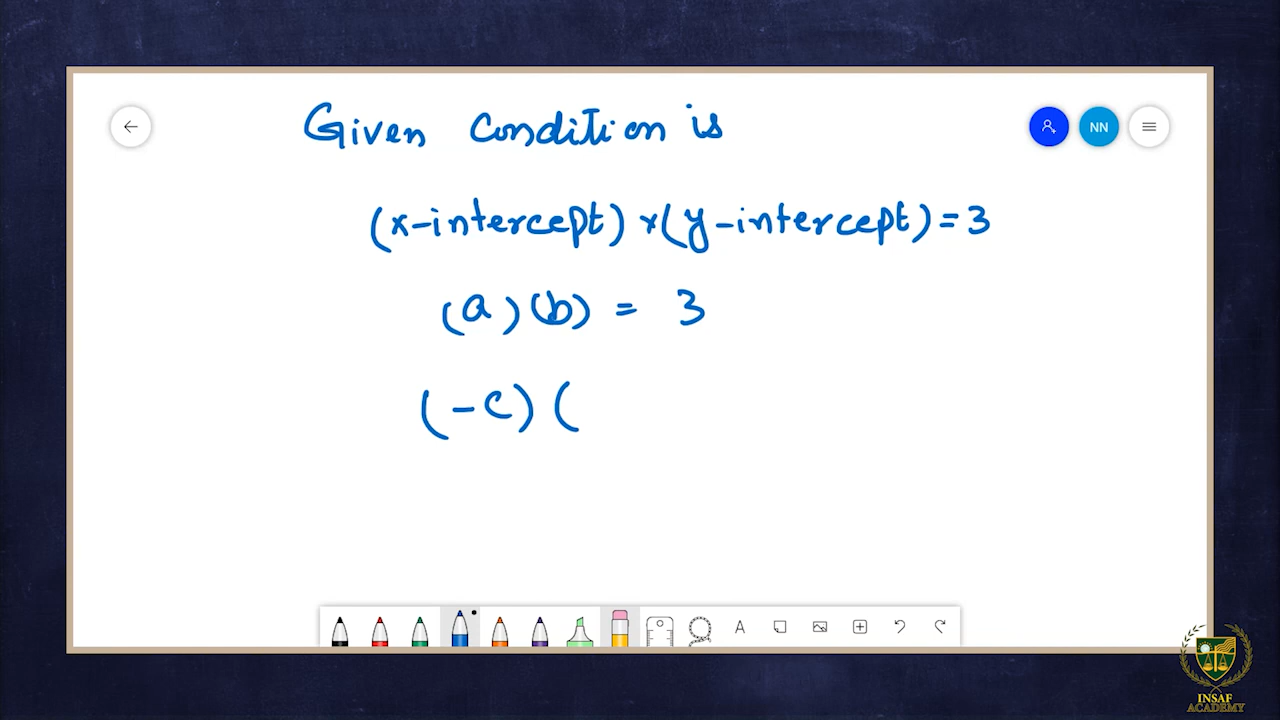 Given Condition is
(x-intercept) x (y-intercept) = 3
(a) (b) = 3
(-c) (
NN
A
INSAF
ACADEMY